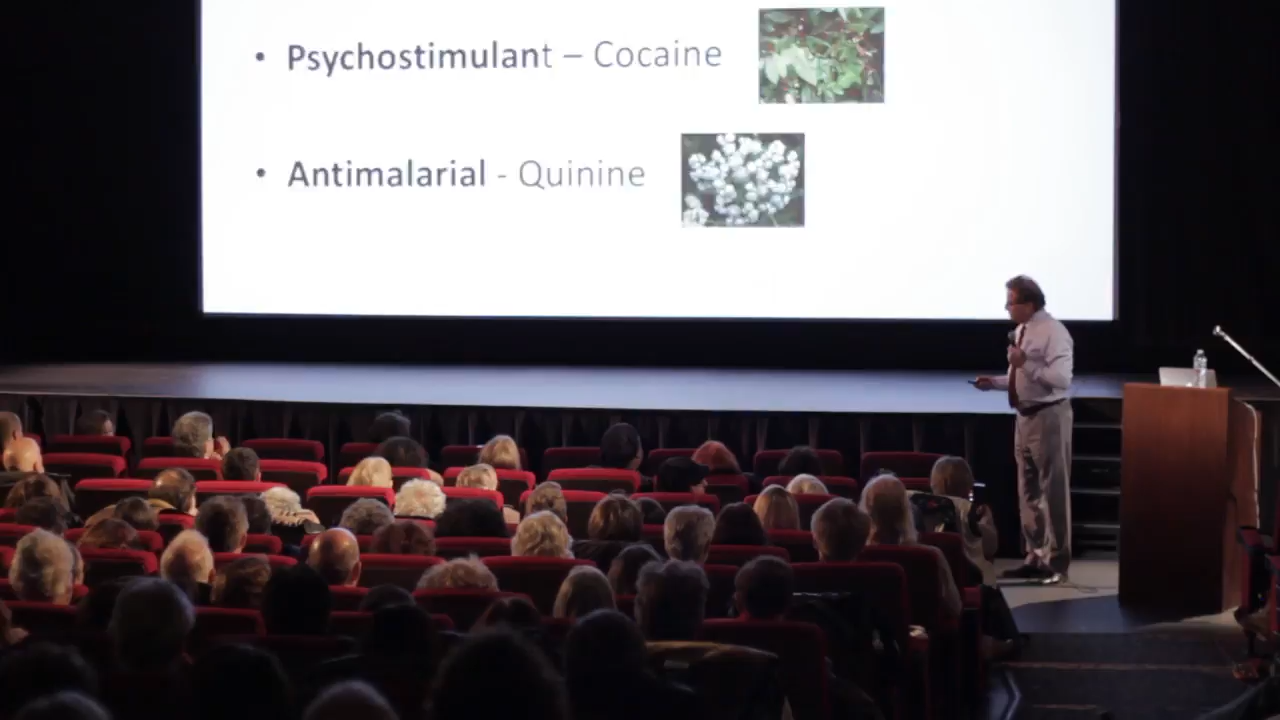 • Psychostimulant – Cocaine
• Antimalarial - Quinine